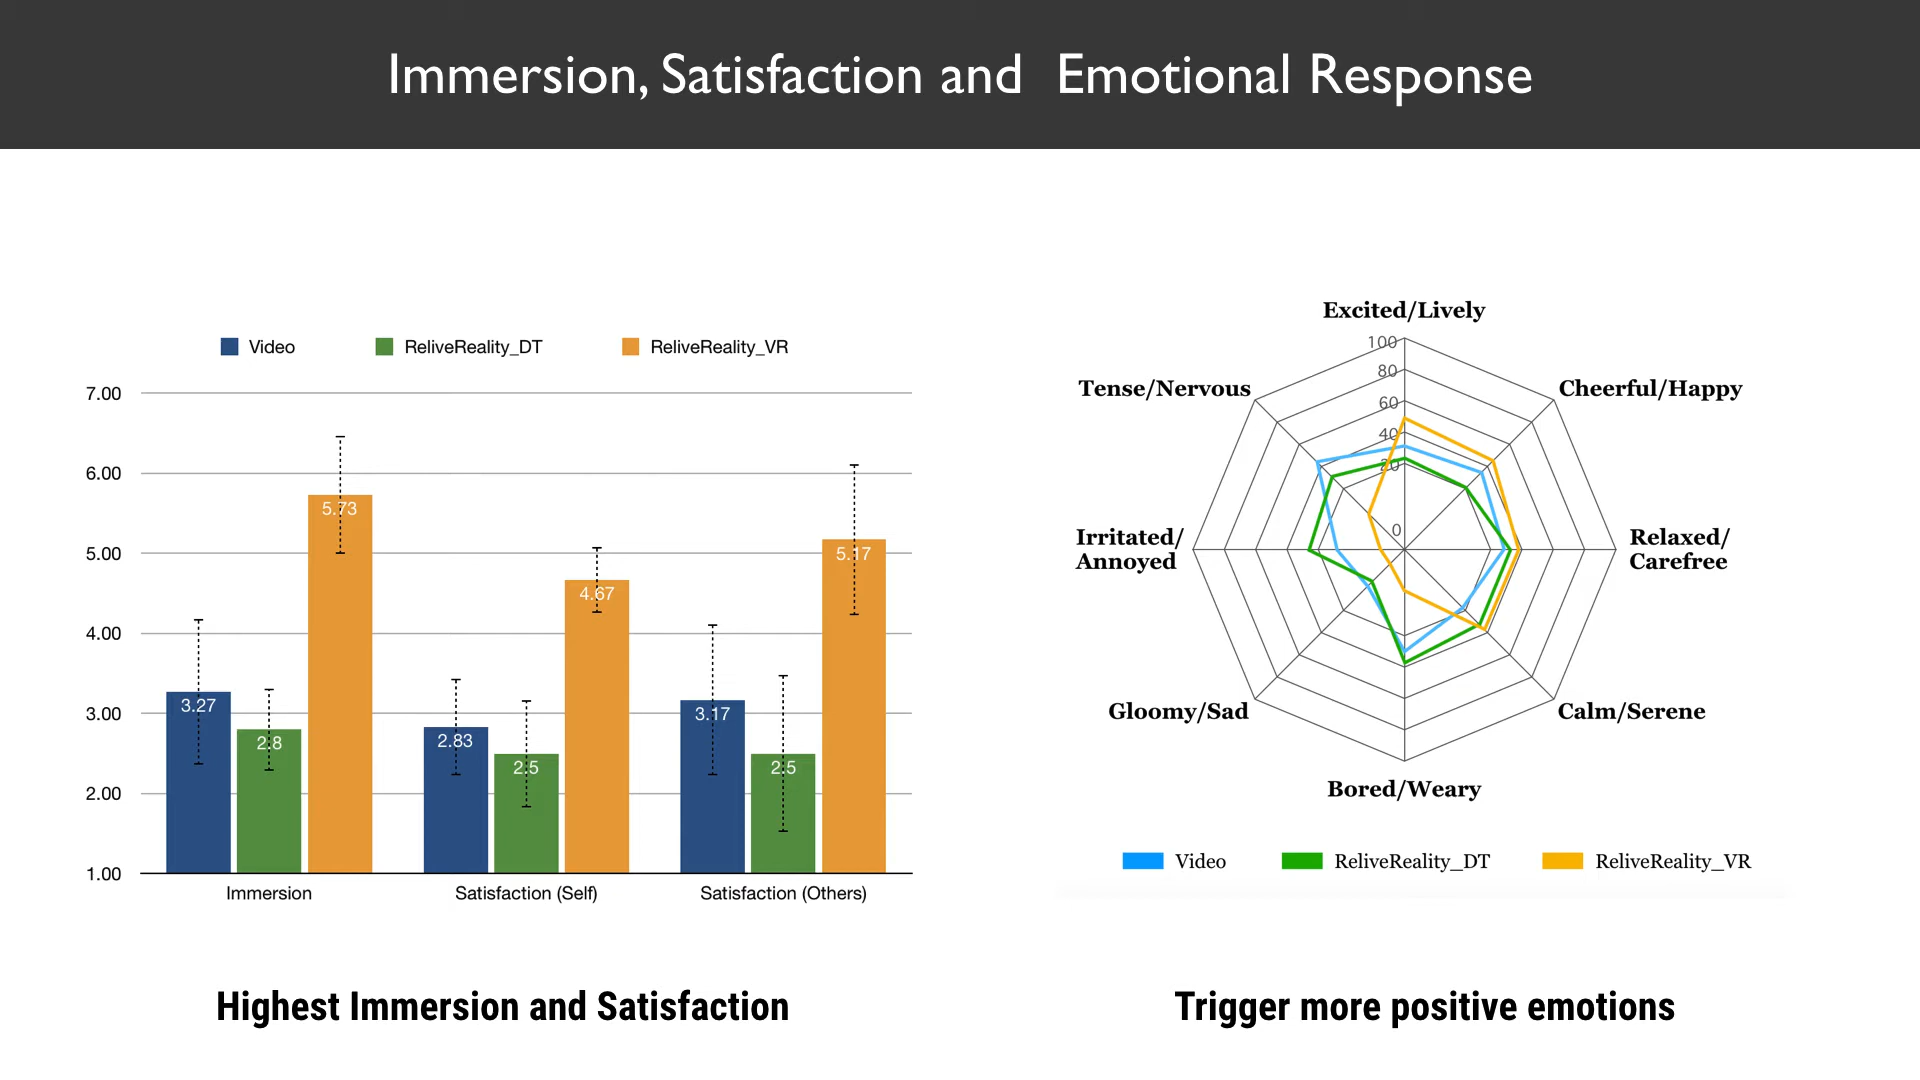 Immersion, Satisfaction and Emotional Response
Video
ReliveReality_DT
ReliveReality_VR
7.00
6.00
5.00
4.00
3.00
2.00
1.00
3.27
2.8
5.73
2.83
2.5
4.67
3.17
2.5
5.17
Immersion
Satisfaction (Self)
Satisfaction (Others)
Highest Immersion and Satisfaction
Excited/Lively
Cheerful/Happy
Relaxed/
Carefree
Calm/Serene
Bored/Weary
Gloomy/Sad
Irritated/
Annoyed
Tense/Nervous
100
80
60
40
20
0
Video
ReliveReality_DT
ReliveReality_VR
Trigger more positive emotions